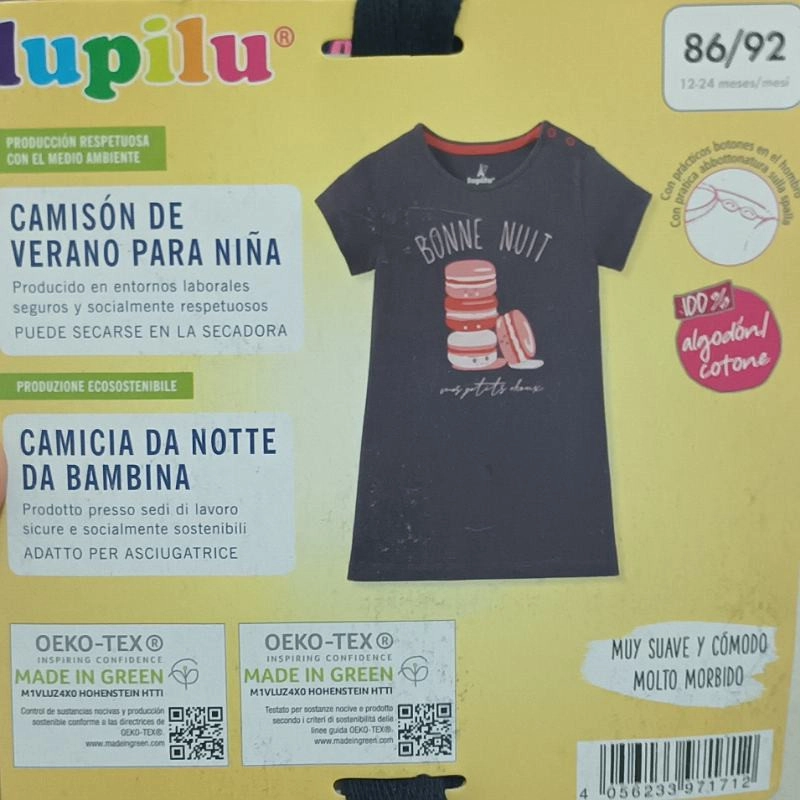 lupilu®
86/92
12-24 meses/mesi
PRODUCCIÓN RESPETUOSA
CON EL MEDIO AMBIENTE
CAMISÓN DE
VERANO PARA NIÑA
Producido en entornos laborales
seguros y socialmente respetuosos
PUEDE SECARSE EN LA SECADORA
PRODUZIONE ECOSOSTENIBILE
CAMICIA DA NOTTE
DA BAMBINA
Prodotto presso sedi di lavoro
sicure e socialmente sostenibili
ADATTO PER ASCIUGATRICE
lupilu®
BONNE NUIT
mes petits choux
Con prácticos botones en el hombro
Con pratica abbottonatura sulla spalla
100%
algodón/
cotone
OEKO-TEX®
INSPIRING CONFIDENCE
MADE IN GREEN
M1VLUZ4X0 HOHENSTEIN HTTI
Control de sustancias nocivas y producción
sostenible conforme a las directrices de
OEKO-TEX®.
www.madeingreen.com
OEKO-TEX®
INSPIRING CONFIDENCE
MADE IN GREEN
M1VLUZ4X0 HOHENSTEIN HTTI
Testato per sostanze nocive e prodotto
secondo i criteri di sostenibilità delle
linee guida OEKO-TEX®.
www.madeingreen.com
MUY SUAVE Y CÓMODO
MOLTO MORBIDO
4 056233 971712